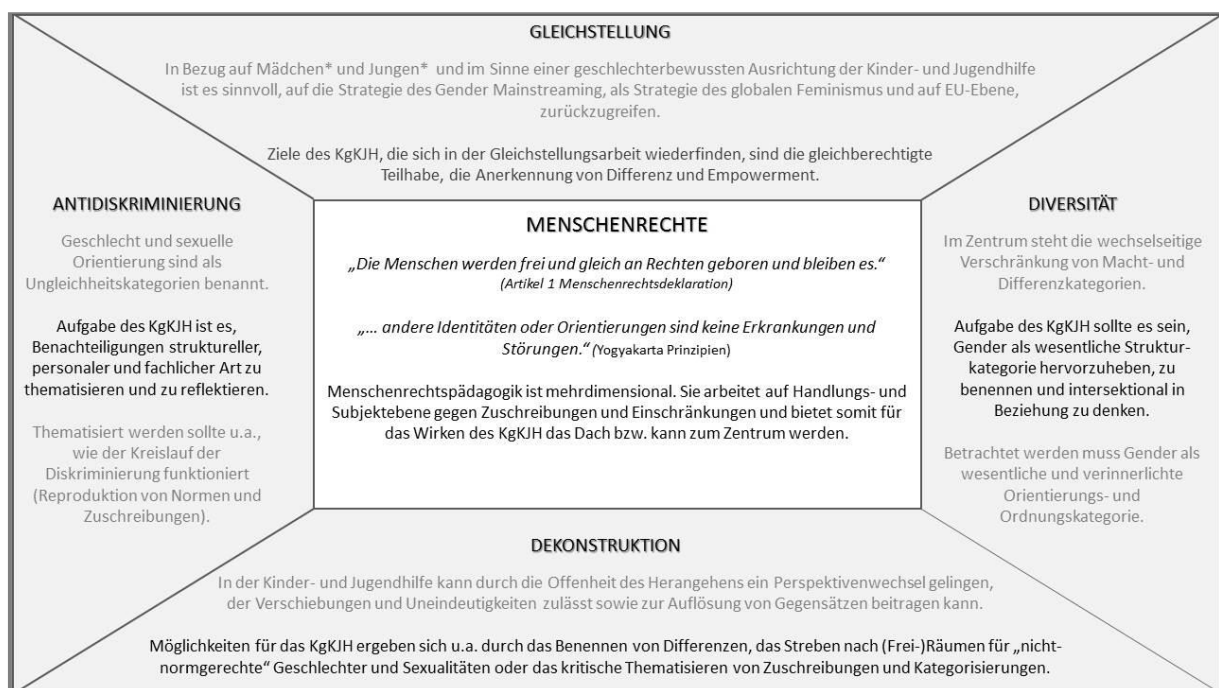 GLEICHSTELLUNG
In Bezug auf Mädchen* und Jungen* und im Sinne einer geschlechterbewussten Ausrichtung der Kinder- und Jugendhilfe
ist es sinnvoll, auf die Strategie des Gender Mainstreaming, als Strategie des globalen Feminismus und auf EU-Ebene,
zurückzugreifen.
Ziele des KgKJH, die sich in der Gleichstellungsarbeit wiederfinden, sind die gleichberechtigte
Teilhabe, die Anerkennung von Differenz und Empowerment.
ANTIDISKRIMINIERUNG
Geschlecht und sexuelle
Orientierung sind als
Ungleichheitskategorien benannt.
Aufgabe des KgKJH ist es,
Benachteiligungen struktureller,
personaler und fachlicher Art zu
thematisieren und zu reflektieren.
Thematisiert werden sollte u.a.,
wie der Kreislauf der
Diskriminierung funktioniert
(Reproduktion von Normen und
Zuschreibungen).
MENSCHENRECHTE
„Die Menschen werden frei und gleich an Rechten geboren und bleiben es.“
(Artikel 1 Menschenrechtsdeklaration)
„… andere Identitäten oder Orientierungen sind keine Erkrankungen und
Störungen.“ (Yogyakarta Prinzipien)
Menschenrechtspädagogik ist mehrdimensional. Sie arbeitet auf Handlungs- und
Subjektebene gegen Zuschreibungen und Einschränkungen und bietet somit für
das Wirken des KgKJH das Dach bzw. kann zum Zentrum werden.
DIVERSITÄT
Im Zentrum steht die wechselseitige
Verschränkung von Macht- und
Differenzkategorien.
Aufgabe des KgKJH sollte es sein,
Gender als wesentliche Struktur-
kategorie hervorzuheben, zu
benennen und intersektional in
Beziehung zu denken.
Betrachtet werden muss Gender als
wesentliche und verinnerlichte
Orientierungs- und
Ordnungskategorie.
DEKONSTRUKTION
In der Kinder- und Jugendhilfe kann durch die Offenheit des Herangehens ein Perspektivenwechsel gelingen,
der Verschiebungen und Uneindeutigkeiten zulässt sowie zur Auflösung von Gegensätzen beitragen kann.
Möglichkeiten für das KgKJH ergeben sich u.a. durch das Benennen von Differenzen, das Streben nach (Frei-)Räumen für „nicht-
normgerechte“ Geschlechter und Sexualitäten oder das kritische Thematisieren von Zuschreibungen und Kategorisierungen.